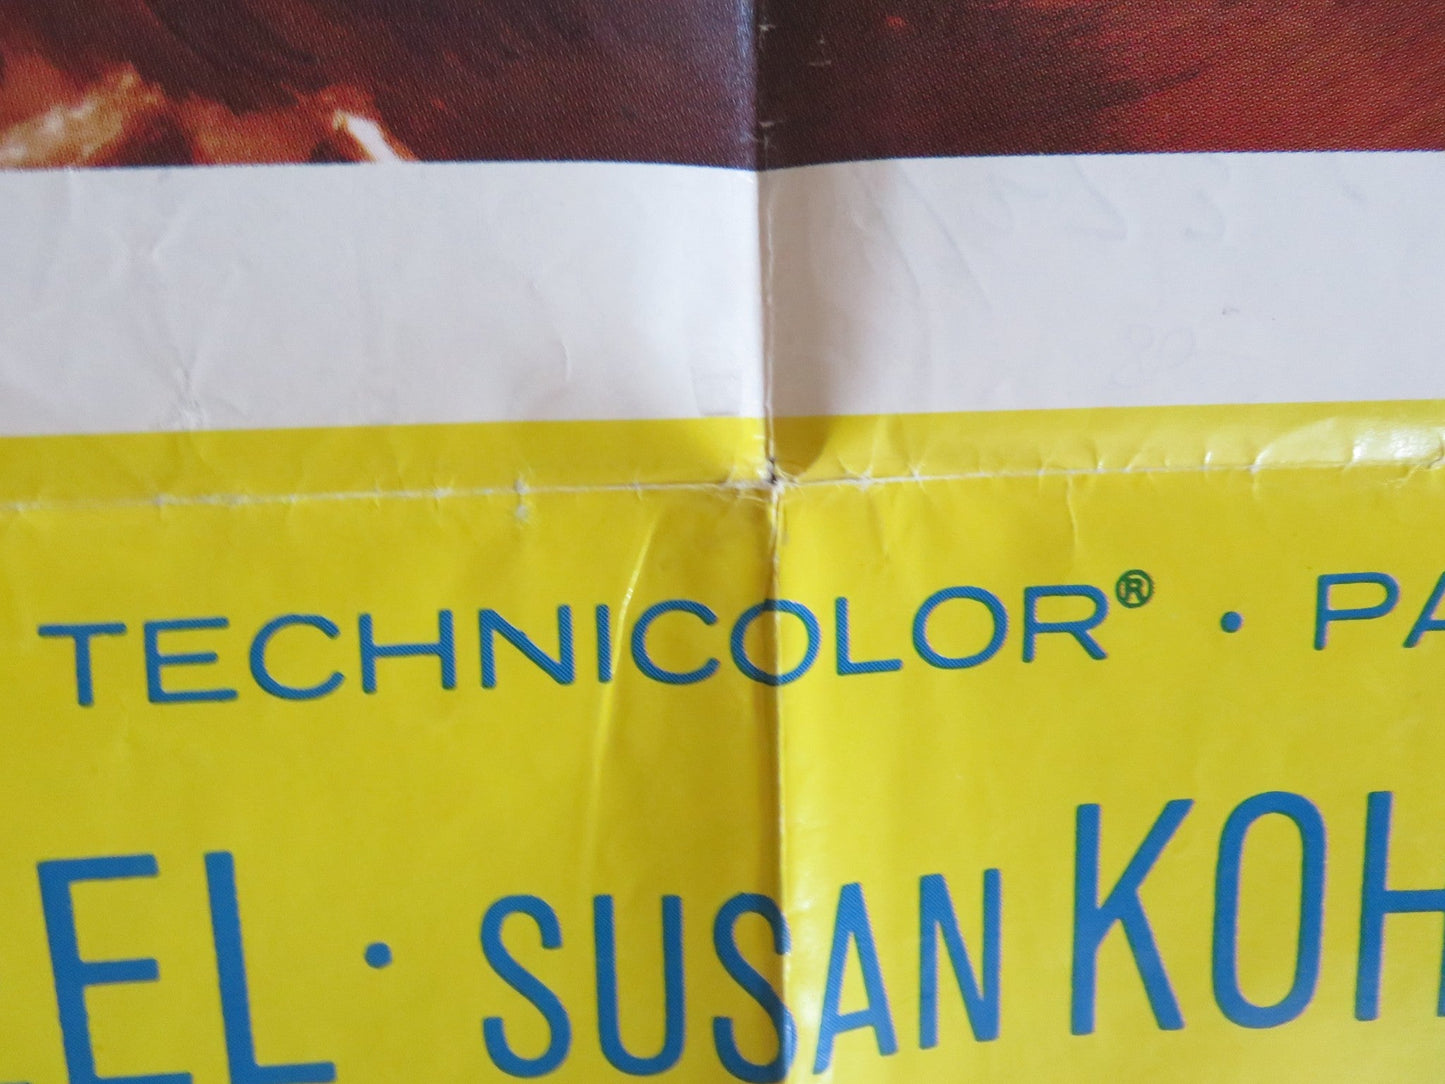 TECHNICOLOR® · PA
EL · SUSAN KOH